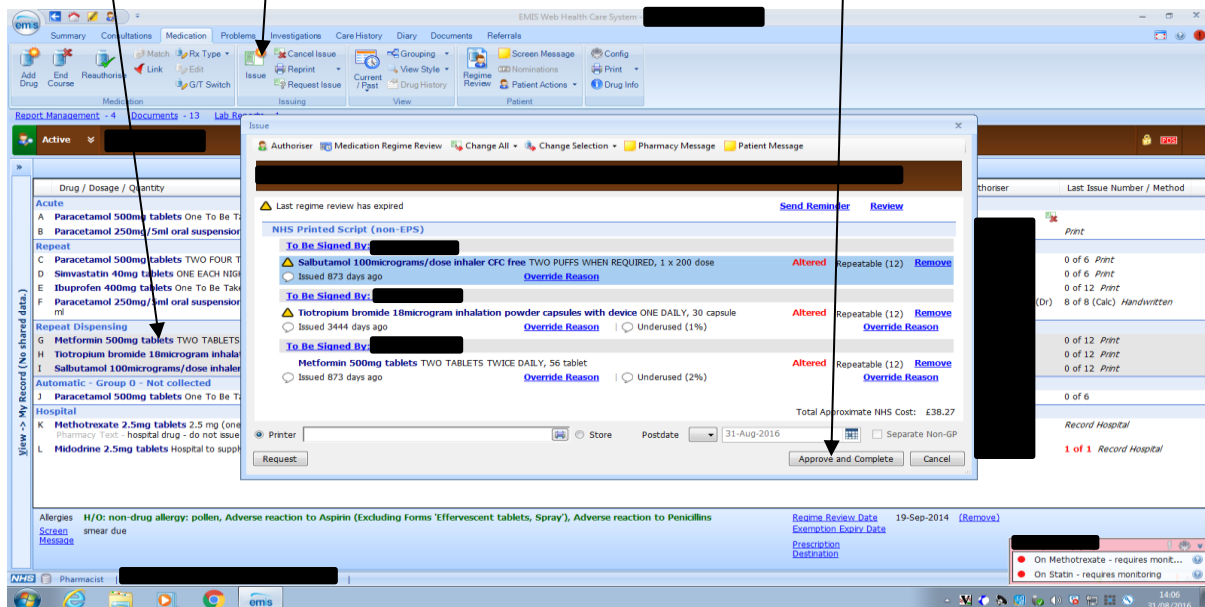 emis
EMIS Web Health Care System -
Summary Consultations Medication Problems Investigations Care History Diary Documents Referrals
Add Drug
End Course
Reauthorise
Match
Link
Rx Type
Edit
G/T Switch
Medication
Issue
Cancel Issue
Reprint
Request Issue
Issuing
Current / Past
Grouping
View Style
Drug History
View
Regime Review
Screen Message
Nominations
Patient Actions
Patient
Config
Print
Drug Info
Report Management - 4 Documents - 13 Lab
Active
PDS
Issue
Authoriser Medication Regime Review Change All Change Selection Pharmacy Message Patient Message
Last regime review has expired Send Reminder Review
NHS Printed Script (non-EPS)
To Be Signed By:
Salbutamol 100micrograms/dose inhaler CFC free TWO PUFFS WHEN REQUIRED, 1 x 200 dose Altered Repeatable (12) Remove
Issued 873 days ago Override Reason
To Be Signed By:
Tiotropium bromide 18microgram inhalation powder capsules with device ONE DAILY, 30 capsule Altered Repeatable (12) Remove
Issued 3444 days ago Override Reason Underused (1%) Override Reason
To Be Signed By:
Metformin 500mg tablets TWO TABLETS TWICE DAILY, 56 tablet Altered Repeatable (12) Remove
Issued 873 days ago Override Reason Underused (2%) Override Reason
Total Approximate NHS Cost: £38.27
Printer Store Postdate 31-Aug-2016 Separate Non-GP
Request Approve and Complete Cancel
View -> My Record (No shared data.)
Drug / Dosage / Quantity thoriser Last Issue Number / Method
Acute
A Paracetamol 500mg tablets One To Be T
B Paracetamol 250mg/5ml oral suspension Print
Repeat
C Paracetamol 500mg tablets TWO FOUR T 0 of 6 Print
D Simvastatin 40mg tablets ONE EACH NIG 0 of 6 Print
E Ibuprofen 400mg tablets One To Be Take 0 of 12 Print
F Paracetamol 250mg/5ml oral suspension (Dr) 8 of 8 (Calc) Handwritten
ml
Repeat Dispensing
G Metformin 500mg tablets TWO TABLETS 0 of 12 Print
H Tiotropium bromide 18microgram inhala 0 of 12 Print
I Salbutamol 100micrograms/dose inhaler 0 of 12 Print
Automatic - Group 0 - Not collected
J Paracetamol 500mg tablets One To Be T 0 of 6
Hospital
K Methotrexate 2.5mg tablets 2.5 mg (one Record Hospital
Pharmacy Text - hospital drug - do not issue
L Midodrine 2.5mg tablets Hospital to suppl 1 of 1 Record Hospital
Allergies H/O: non-drug allergy: pollen, Adverse reaction to Aspirin (Excluding Forms 'Effervescent tablets, Spray'), Adverse reaction to Penicillins
Screen Message smear due
Regime Review Date 19-Sep-2014 (Remove)
Exemption Expiry Date
Prescription Destination
On Methotrexate - requires monit...
On Statin - requires monitoring
NHS Pharmacist
emis
14:06
31/08/2016